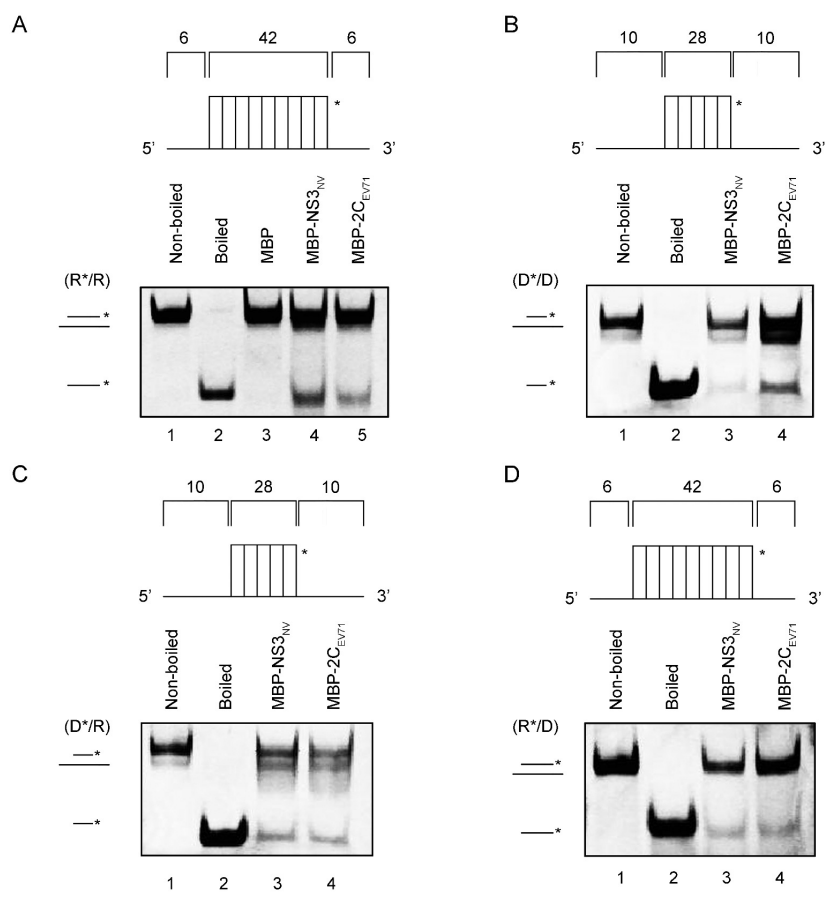 A
6 42 6
*
5’ 3’
Non-boiled Boiled MBP MBP-NS3NV MBP-2CEV71
(R*/R)
*
*
1 2 3 4 5
B
10 28 10
*
5’ 3’
Non-boiled Boiled MBP-NS3NV MBP-2CEV71
(D*/D)
*
*
1 2 3 4
C
10 28 10
*
5’ 3’
Non-boiled Boiled MBP-NS3NV MBP-2CEV71
(D*/R)
*
*
1 2 3 4
D
6 42 6
*
5’ 3’
Non-boiled Boiled MBP-NS3NV MBP-2CEV71
(R*/D)
*
*
1 2 3 4